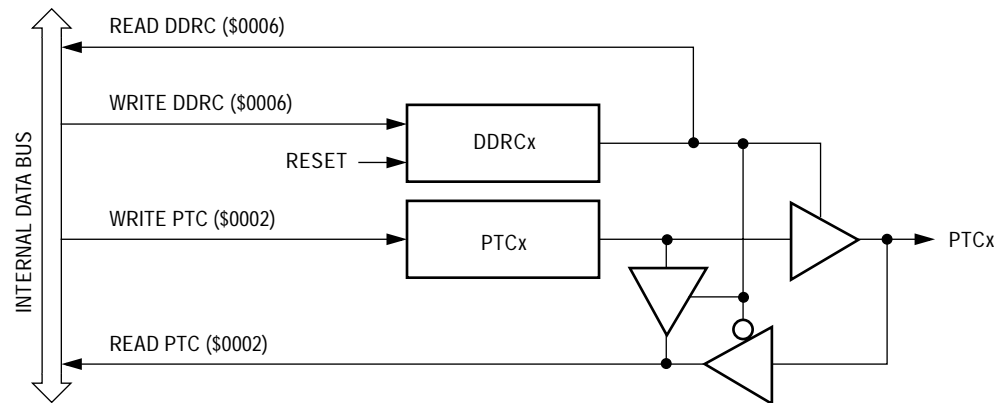 READ DDRC ($0006)
WRITE DDRC ($0006)
DDRCx
RESET
WRITE PTC ($0002)
PTCx
PTCx
READ PTC ($0002)
INTERNAL DATA BUS